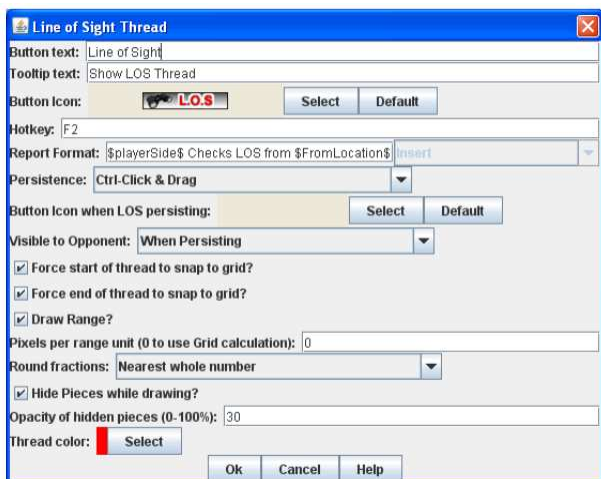 Line of Sight Thread
Button text: Line of Sight
Tooltip text: Show LOS Thread
Button Icon: L.O.S Select Default
Hotkey: F2
Report Format: $playerSide$ Checks LOS from $FromLocation$ Insert
Persistence: Ctrl-Click & Drag
Button Icon when LOS persisting: Select Default
Visible to Opponent: When Persisting
Force start of thread to snap to grid?
Force end of thread to snap to grid?
Draw Range?
Pixels per range unit (0 to use Grid calculation): 0
Round fractions: Nearest whole number
Hide Pieces while drawing?
Opacity of hidden pieces (0-100%): 30
Thread color: Select
Ok Cancel Help